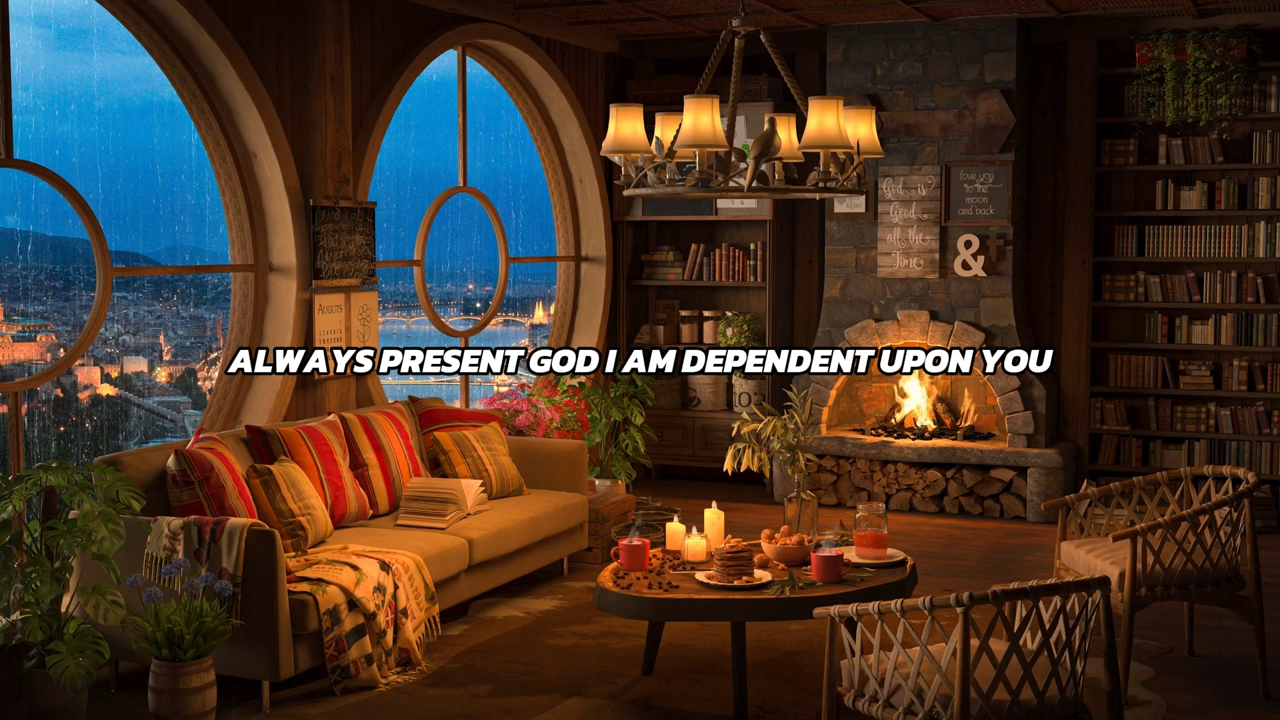 God is
Good
all the
Time
love you
to the
moon
and back
&
AUGUTS
ALWAYS PRESENT GOD I AM DEPENDENT UPON YOU